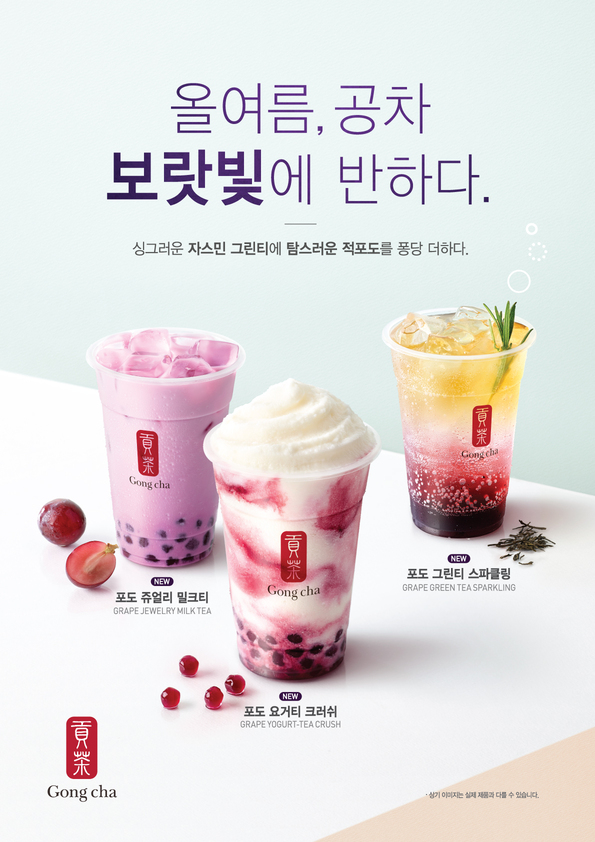 올여름, 공차
보랏빛에 반하다.
싱그러운 자스민 그린티에 탐스러운 적포도를 퐁당 더하다.
貢茶
Gong cha
貢茶
Gong cha
貢茶
Gong cha
NEW
포도 쥬얼리 밀크티
GRAPE JEWELRY MILK TEA
NEW
포도 그린티 스파클링
GRAPE GREEN TEA SPARKLING
NEW
포도 요거티 크러쉬
GRAPE YOGURT-TEA CRUSH
貢茶
Gong cha
· 상기 이미지는 실제 제품과 다를 수 있습니다.